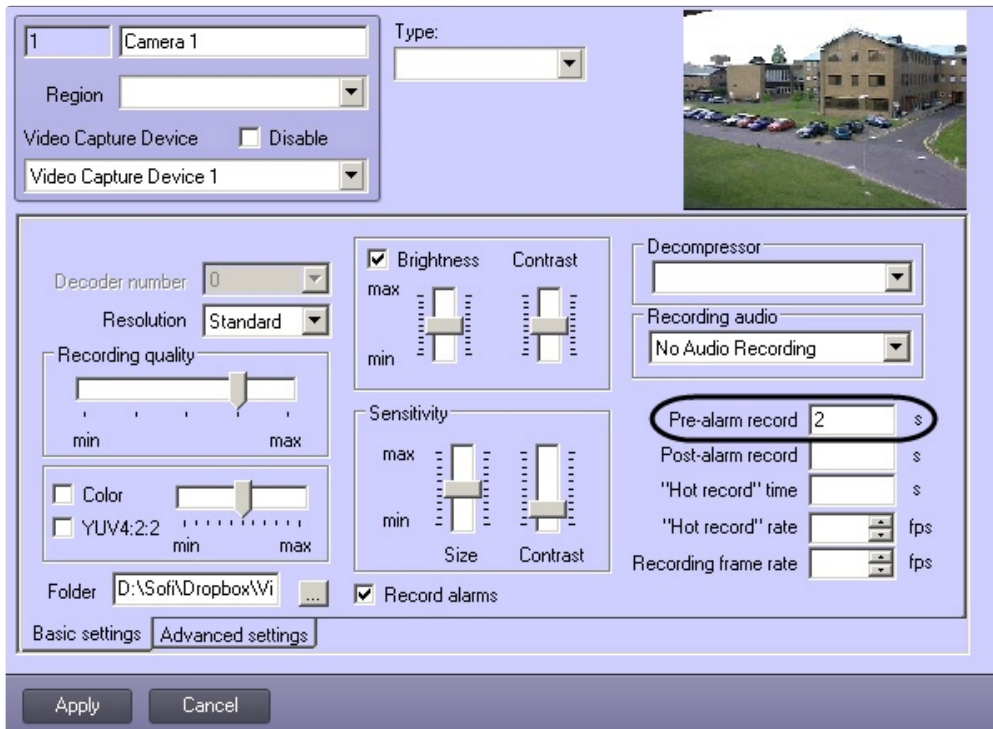 1
Camera 1
Type:
Region
Video Capture Device
Disable
Video Capture Device 1
Decoder number
0
Resolution
Standard
Recording quality
min
max
Color
YUV4:2:2
min
max
Folder
D:\Sofi\Dropbox\Vi
...
Brightness
Contrast
max
min
Sensitivity
max
min
Size
Contrast
Record alarms
Decompressor
Recording audio
No Audio Recording
Pre-alarm record 2 s
Post-alarm record s
"Hot record" time s
"Hot record" rate fps
Recording frame rate fps
Basic settings
Advanced settings
Apply
Cancel